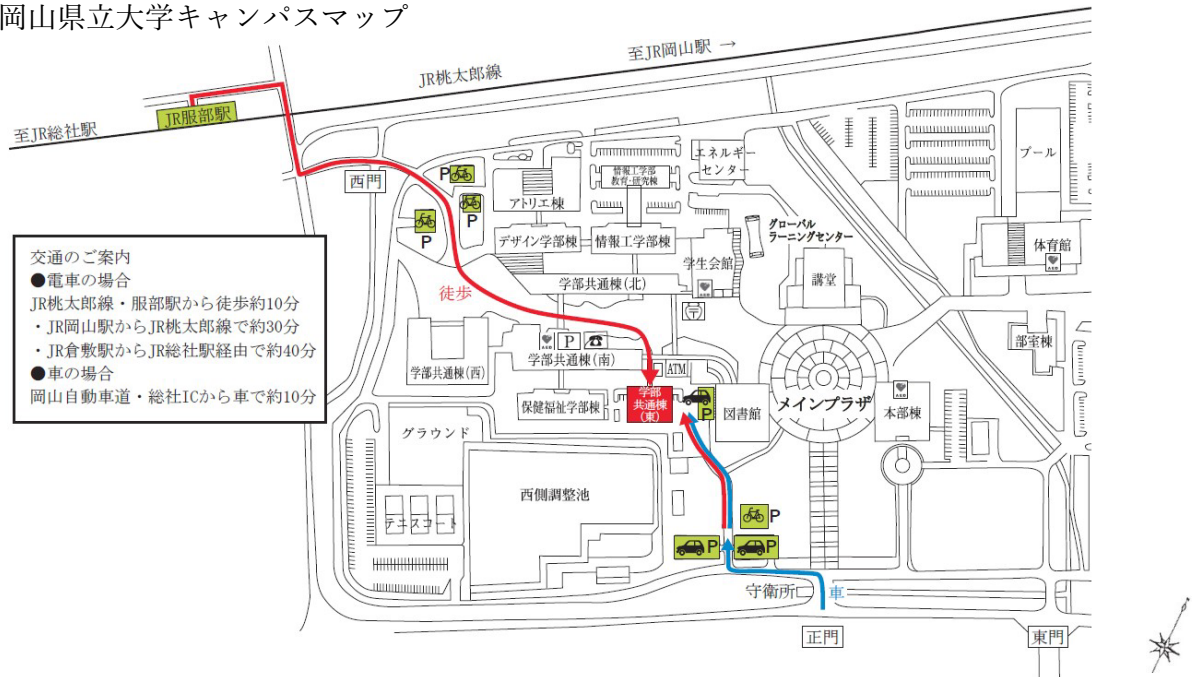 岡山県立大学キャンパスマップ
至JR岡山駅 →
JR桃太郎線
JR服部駅
至JR総社駅
西門
P
P
P
アトリエ棟
情報工学部
教育・研究棟
エネルギー
センター
プール
デザイン学部棟
情報工学部棟
学生会館
グローバル
ラーニングセンター
講堂
体育館
AED
学部共通棟(北)
AED
徒歩
交通のご案内
●電車の場合
JR桃太郎線・服部駅から徒歩約10分
・JR岡山駅からJR桃太郎線で約30分
・JR倉敷駅からJR総社駅経由で約40分
●車の場合
岡山自動車道・総社ICから車で約10分
AED
P
学部共通棟(南)
学部共通棟(西)
ATM
部室棟
保健福祉学部棟
学部
共通棟
(東)
P
図書館
メインプラザ
AED
本部棟
グラウンド
西側調整池
テニスコート
P
P
P
守衛所
車
正門
東門